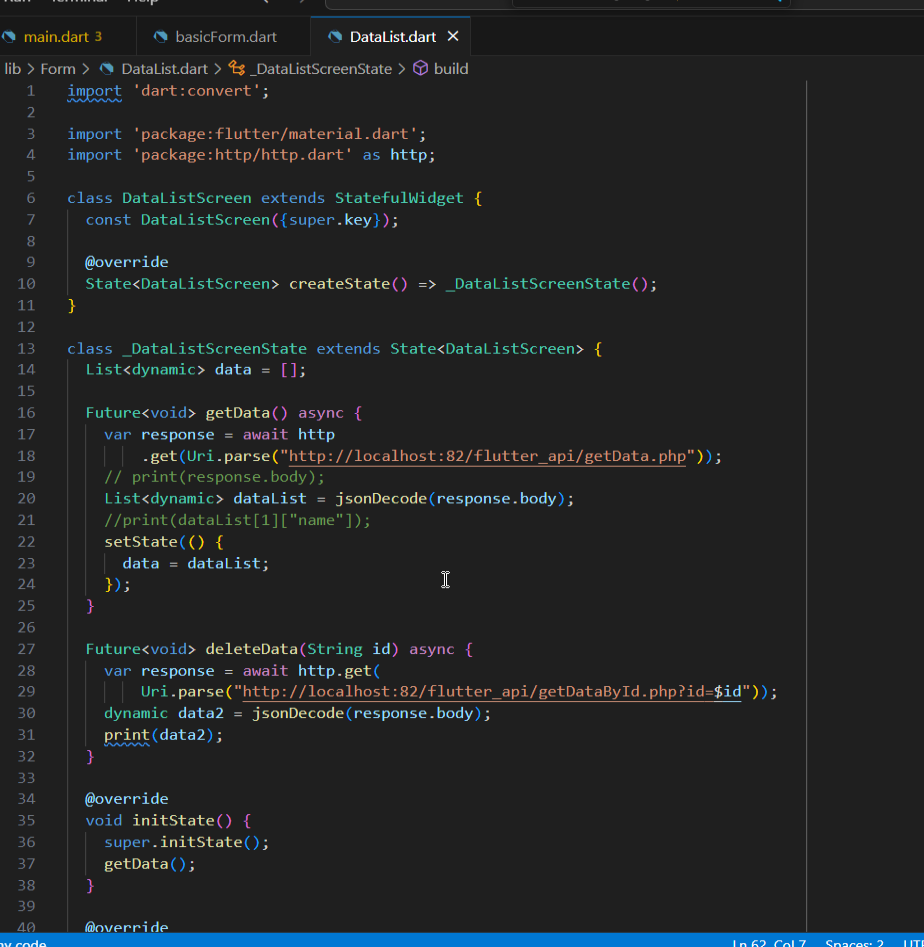 Terminal Help
main.dart 3 basicForm.dart DataList.dart
lib > Form > DataList.dart > _DataListScreenState > build
1 import 'dart:convert';
2
3 import 'package:flutter/material.dart';
4 import 'package:http/http.dart' as http;
5
6 class DataListScreen extends StatefulWidget {
7 const DataListScreen({super.key});
8
9 @override
10 State<DataListScreen> createState() => _DataListScreenState();
11 }
12
13 class _DataListScreenState extends State<DataListScreen> {
14 List<dynamic> data = [];
15
16 Future<void> getData() async {
17 var response = await http
18 .get(Uri.parse("http://localhost:82/flutter_api/getData.php"));
19 // print(response.body);
20 List<dynamic> dataList = jsonDecode(response.body);
21 //print(dataList[1]["name"]);
22 setState(() {
23 data = dataList;
24 });
25 }
26
27 Future<void> deleteData(String id) async {
28 var response = await http.get(
29 Uri.parse("http://localhost:82/flutter_api/getDataById.php?id=$id"));
30 dynamic data2 = jsonDecode(response.body);
31 print(data2);
32 }
33
34 @override
35 void initState() {
36 super.initState();
37 getData();
38 }
39
40 @override
code Ln 62, Col 7 Spaces: 2